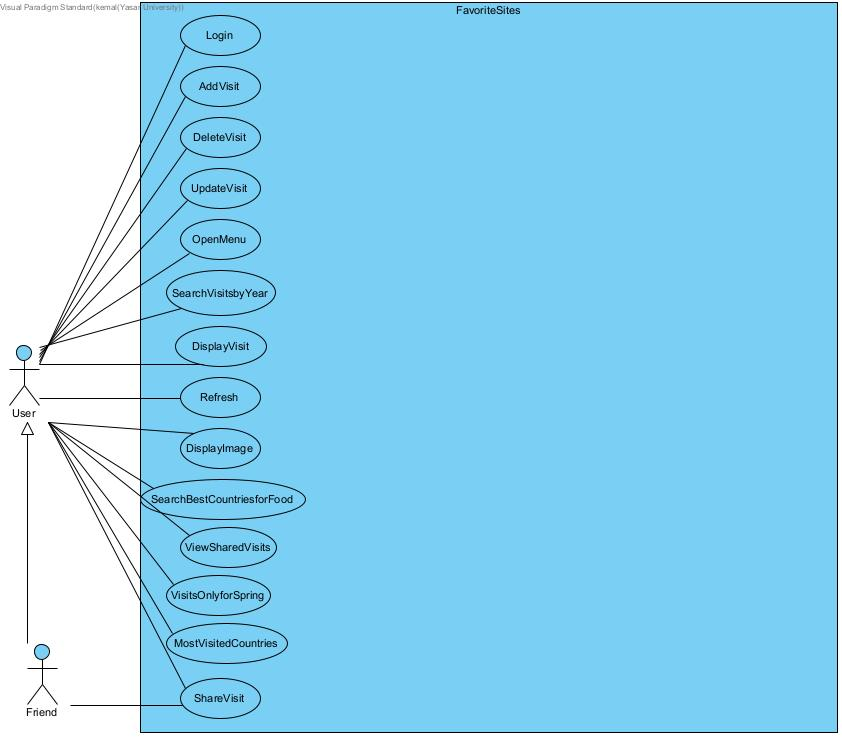 Visual Paradigm Standard(kemal(Yasar University))
FavoriteSites
Login
AddVisit
DeleteVisit
UpdateVisit
OpenMenu
SearchVisitsbyYear
DisplayVisit
Refresh
User
DisplayImage
SearchBestCountriesforFood
ViewSharedVisits
VisitsOnlyforSpring
MostVisitedCountries
ShareVisit
Friend